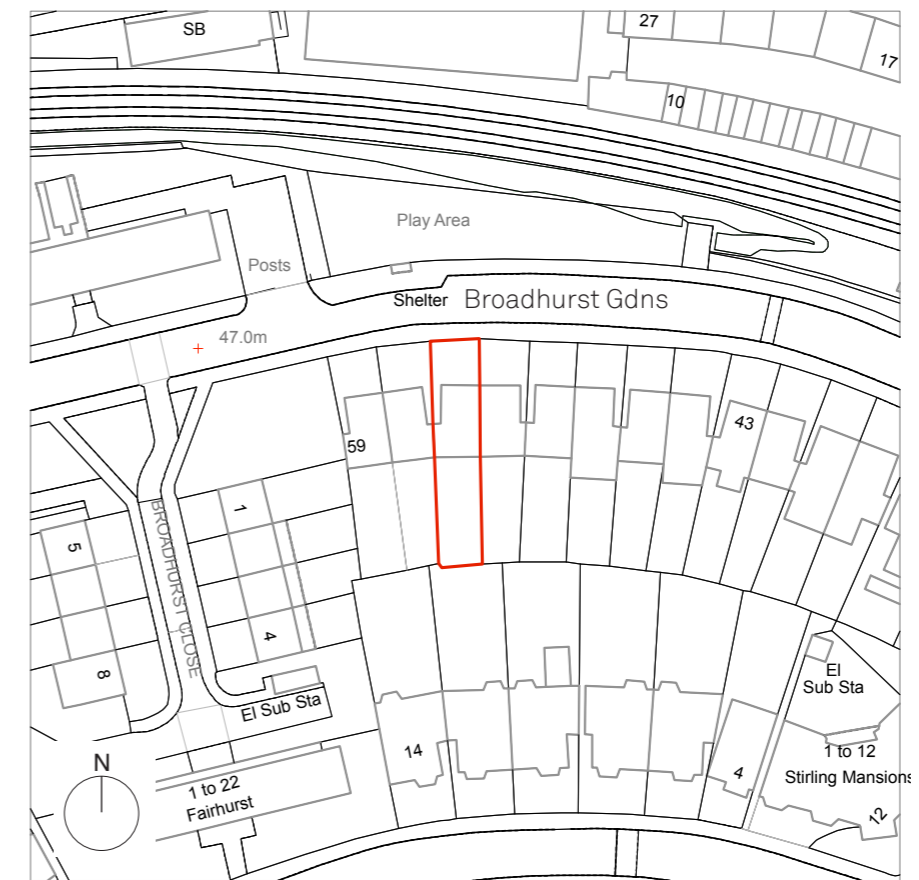 SB
27
17
10
Play Area
Posts
Shelter
Broadhurst Gdns
47.0m
43
59
1
5
BROADHURST CLOSE
4
8
El
Sub Sta
El Sub Sta
14
4
1 to 12
Stirling Mansions
12
N
1 to 22
Fairhurst